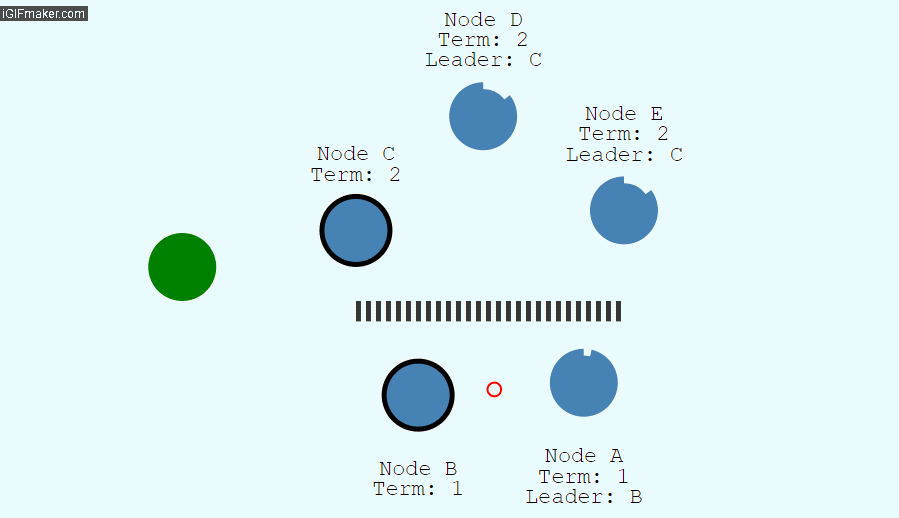 iGIFmaker.com
Node D
Term: 2
Leader: C
Node E
Term: 2
Leader: C
Node C
Term: 2
Node B
Term: 1
Node A
Term: 1
Leader: B